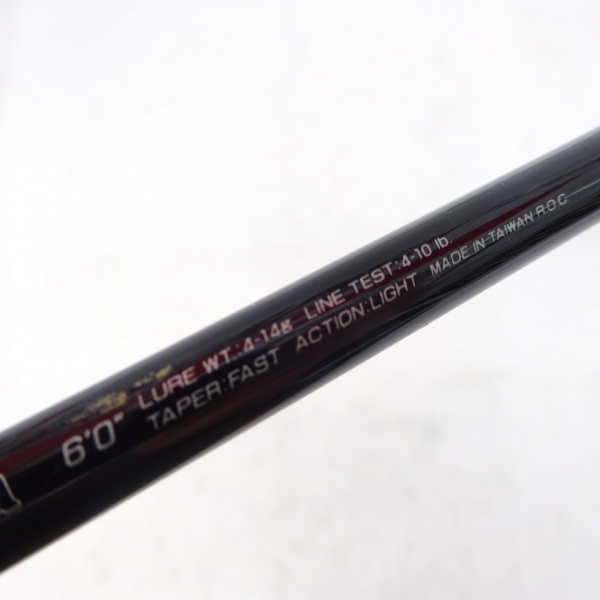 6'0" LURE WT.:4-14g LINE TEST:4-10 lb.
TAPER:FAST ACTION:LIGHT MADE IN TAIWAN R.O.C